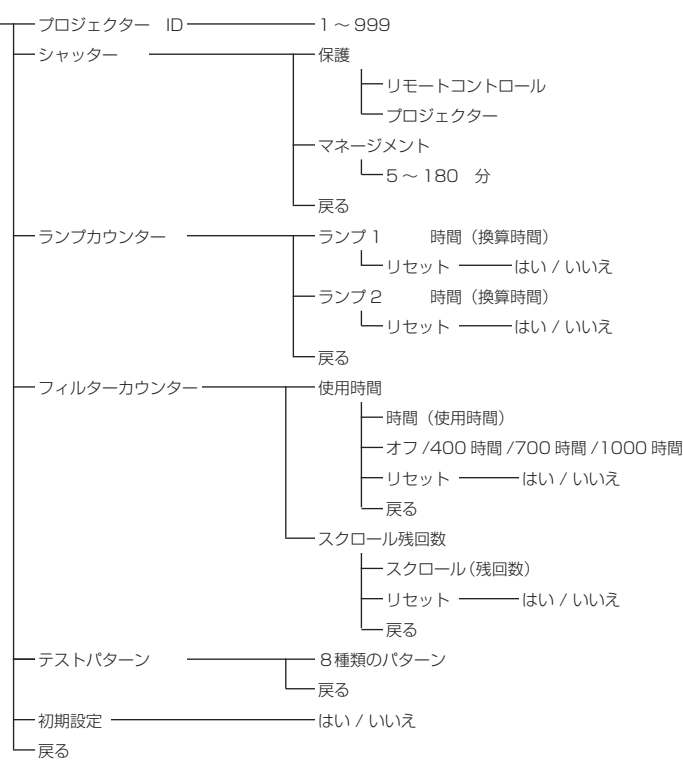 プロジェクター　ID 1 ～ 999
シャッター 保護
リモートコントロール
プロジェクター
マネージメント
5 ～ 180　分
戻る
ランプカウンター ランプ 1 時間（換算時間）
リセット はい / いいえ
ランプ 2 時間（換算時間）
リセット はい / いいえ
戻る
フィルターカウンター 使用時間
時間（使用時間）
オフ /400 時間 /700 時間 /1000 時間
リセット はい / いいえ
戻る
スクロール残回数
スクロール（残回数）
リセット はい / いいえ
戻る
テストパターン 8種類のパターン
戻る
初期設定 はい / いいえ
戻る